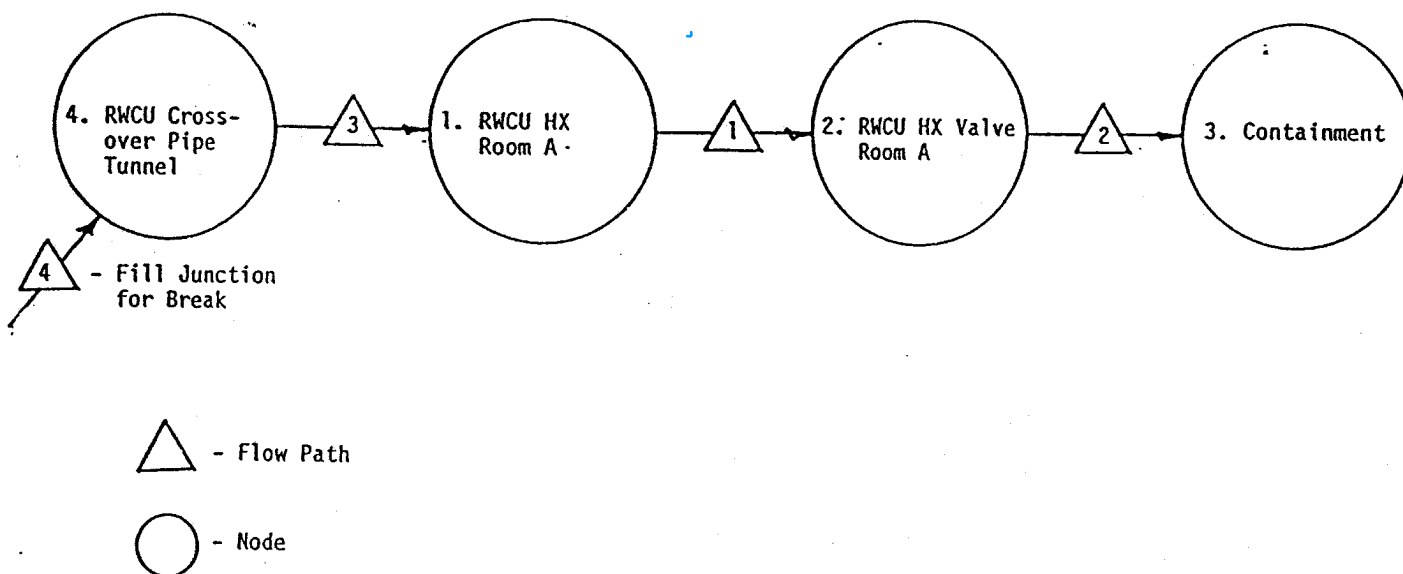 4. RWCU Cross-
over Pipe
Tunnel
3
1. RWCU HX
Room A
1
2. RWCU HX Valve
Room A
2
3. Containment
4
- Fill Junction
for Break
- Flow Path
- Node